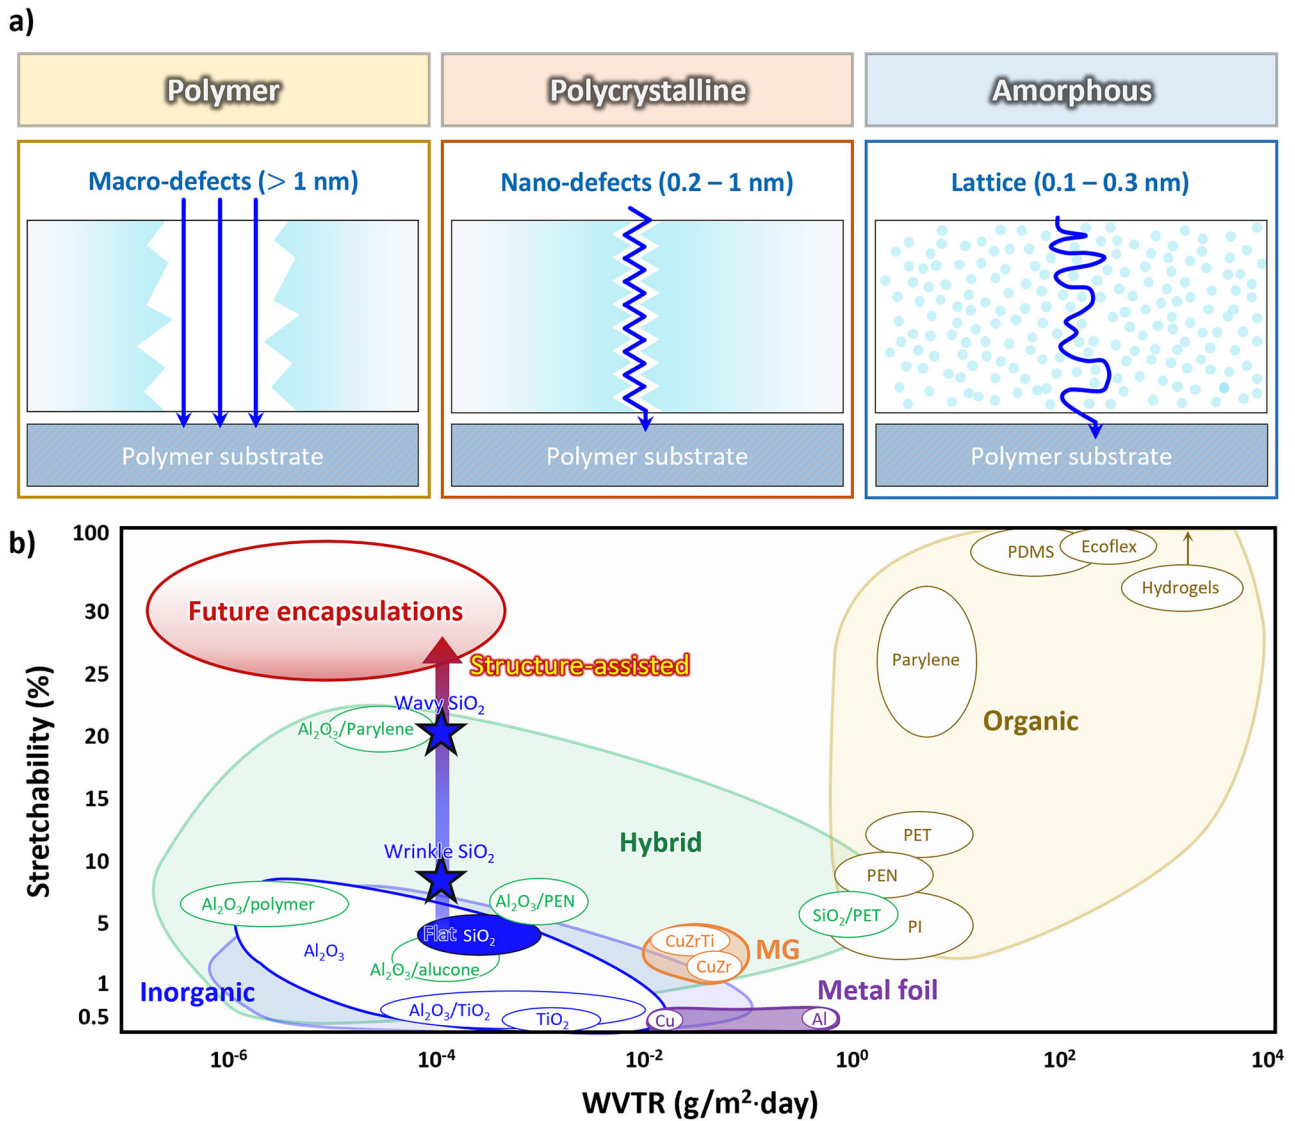 a)
Polymer
Polycrystalline
Amorphous
Macro-defects (> 1 nm)
Nano-defects (0.2 – 1 nm)
Lattice (0.1 – 0.3 nm)
Polymer substrate
Polymer substrate
Polymer substrate
b)
Stretchability (%)
100
30
25
20
15
10
5
1
0.5
Future encapsulations
Structure-assisted
Wavy SiO₂
Al₂O₃/Parylene
Wrinkle SiO₂
Hybrid
Al₂O₃/polymer
Al₂O₃/PEN
Flat SiO₂
Al₂O₃
Al₂O₃/alucone
Inorganic
Al₂O₃/TiO₂
TiO₂
CuZrTi
CuZr
MG
Metal foil
Cu
Al
PDMS
Ecoflex
Hydrogels
Parylene
Organic
PET
PEN
SiO₂/PET
PI
10⁻⁶
10⁻⁴
10⁻²
10⁰
10²
10⁴
WVTR (g/m²·day)